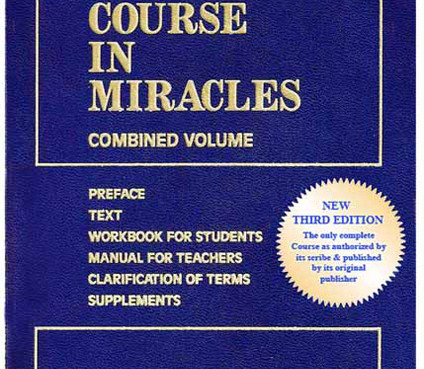 COURSE
IN
MIRACLES
COMBINED VOLUME
PREFACE
TEXT
WORKBOOK FOR STUDENTS
MANUAL FOR TEACHERS
CLARIFICATION OF TERMS
SUPPLEMENTS
NEW
THIRD EDITION
The only complete
Course as authorized by
its scribe & published
by its original
publisher